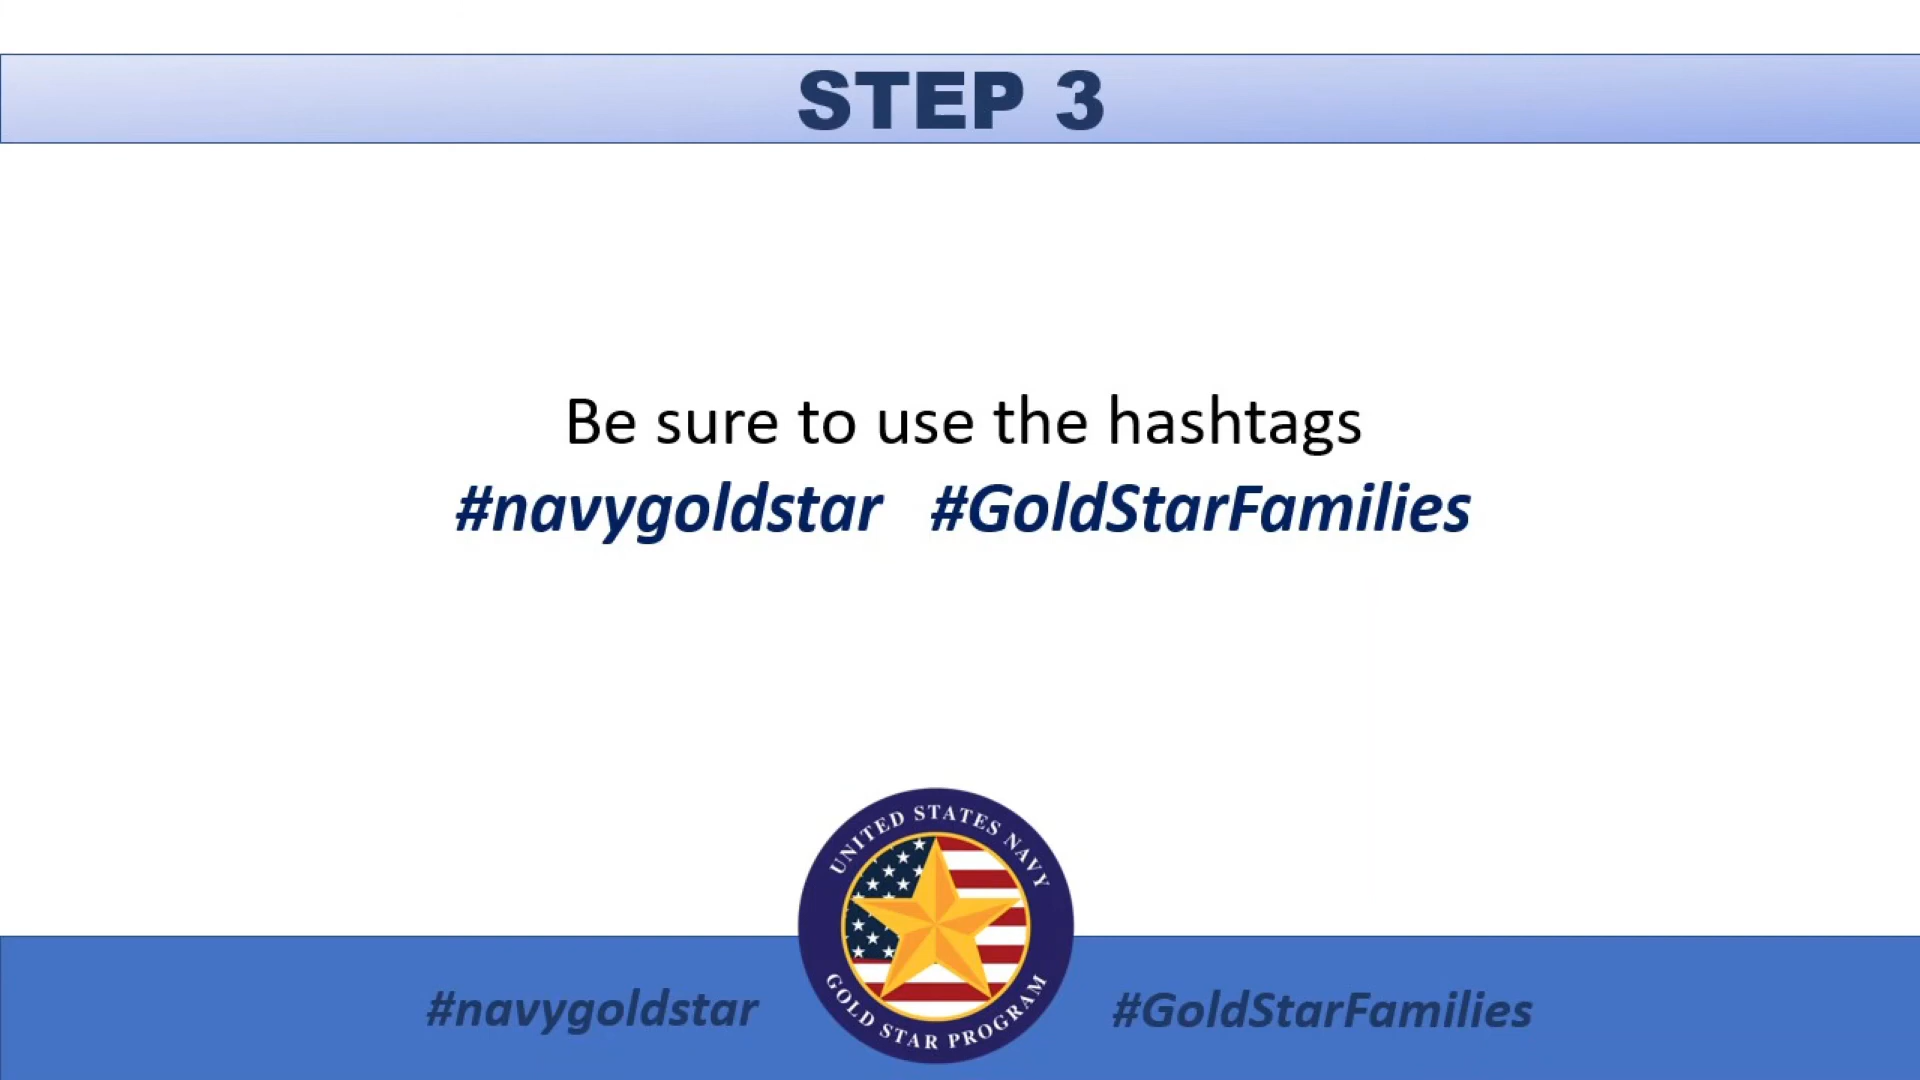 STEP 3
Be sure to use the hashtags
#navygoldstar #GoldStarFamilies
UNITED STATES NAVY
GOLD STAR PROGRAM
#navygoldstar
#GoldStarFamilies